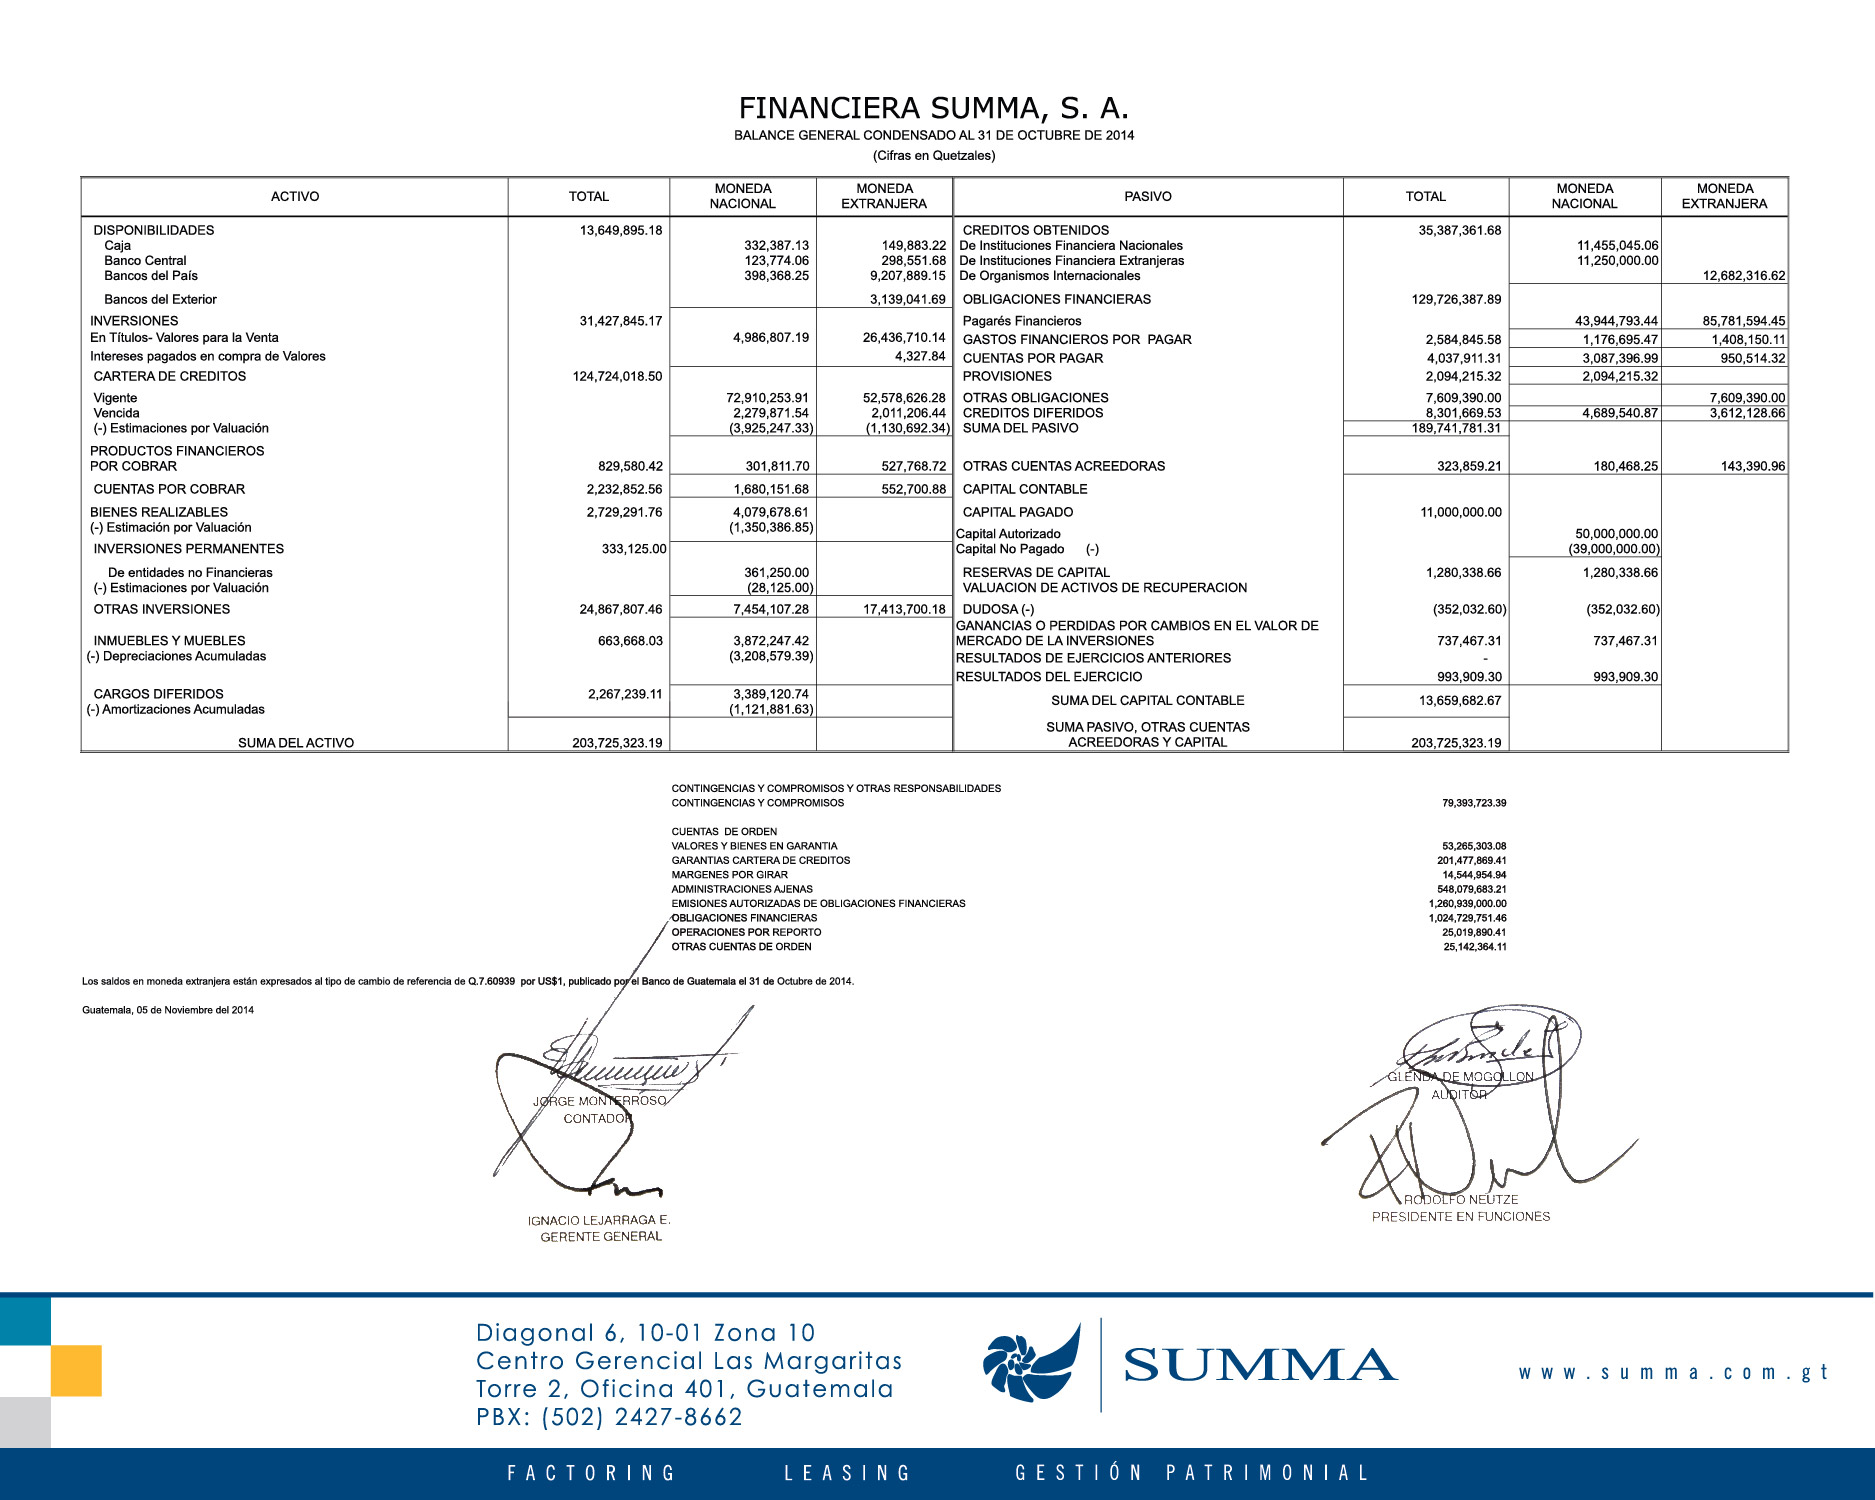 FINANCIERA SUMMA, S. A.
BALANCE GENERAL CONDENSADO AL 31 DE OCTUBRE DE 2014
(Cifras en Quetzales)
ACTIVO TOTAL MONEDA NACIONAL MONEDA EXTRANJERA PASIVO TOTAL MONEDA NACIONAL MONEDA EXTRANJERA
DISPONIBILIDADES 13,649,895.18 CREDITOS OBTENIDOS 35,387,361.68
Caja 332,387.13 149,883.22 De Instituciones Financiera Nacionales 11,455,045.06
Banco Central 123,774.06 298,551.68 De Instituciones Financiera Extranjeras 11,250,000.00
Bancos del País 398,368.25 9,207,889.15 De Organismos Internacionales 12,682,316.62
Bancos del Exterior 3,139,041.69 OBLIGACIONES FINANCIERAS 129,726,387.89
INVERSIONES 31,427,845.17 Pagarés Financieros 43,944,793.44 85,781,594.45
En Títulos- Valores para la Venta 4,986,807.19 26,436,710.14 GASTOS FINANCIEROS POR PAGAR 2,584,845.58 1,176,695.47 1,408,150.11
Intereses pagados en compra de Valores 4,327.84 CUENTAS POR PAGAR 4,037,911.31 3,087,396.99 950,514.32
CARTERA DE CREDITOS 124,724,018.50 PROVISIONES 2,094,215.32 2,094,215.32
Vigente 72,910,253.91 52,578,626.28 OTRAS OBLIGACIONES 7,609,390.00 7,609,390.00
Vencida 2,279,871.54 2,011,206.44 CREDITOS DIFERIDOS 8,301,669.53 4,689,540.87 3,612,128.66
(-) Estimaciones por Valuación (3,925,247.33) (1,130,692.34) SUMA DEL PASIVO 189,741,781.31
PRODUCTOS FINANCIEROS
POR COBRAR 829,580.42 301,811.70 527,768.72 OTRAS CUENTAS ACREEDORAS 323,859.21 180,468.25 143,390.96
CUENTAS POR COBRAR 2,232,852.56 1,680,151.68 552,700.88 CAPITAL CONTABLE
BIENES REALIZABLES 2,729,291.76 4,079,678.61 CAPITAL PAGADO 11,000,000.00
(-) Estimación por Valuación (1,350,386.85) Capital Autorizado 50,000,000.00
INVERSIONES PERMANENTES 333,125.00 Capital No Pagado (-) (39,000,000.00)
De entidades no Financieras 361,250.00 RESERVAS DE CAPITAL 1,280,338.66 1,280,338.66
(-) Estimaciones por Valuación (28,125.00) VALUACION DE ACTIVOS DE RECUPERACION
OTRAS INVERSIONES 24,867,807.46 7,454,107.28 17,413,700.18 DUDOSA (-) (352,032.60) (352,032.60)
GANANCIAS O PERDIDAS POR CAMBIOS EN EL VALOR DE
INMUEBLES Y MUEBLES 663,668.03 3,872,247.42 MERCADO DE LA INVERSIONES 737,467.31 737,467.31
(-) Depreciaciones Acumuladas (3,208,579.39) RESULTADOS DE EJERCICIOS ANTERIORES -
RESULTADOS DEL EJERCICIO 993,909.30 993,909.30
CARGOS DIFERIDOS 2,267,239.11 3,389,120.74 SUMA DEL CAPITAL CONTABLE 13,659,682.67
(-) Amortizaciones Acumuladas (1,121,881.63)
SUMA PASIVO, OTRAS CUENTAS
SUMA DEL ACTIVO 203,725,323.19 ACREEDORAS Y CAPITAL 203,725,323.19
CONTINGENCIAS Y COMPROMISOS Y OTRAS RESPONSABILIDADES
CONTINGENCIAS Y COMPROMISOS 79,393,723.39
CUENTAS DE ORDEN
VALORES Y BIENES EN GARANTIA 53,265,303.08
GARANTIAS CARTERA DE CREDITOS 201,477,869.41
MARGENES POR GIRAR 14,544,954.94
ADMINISTRACIONES AJENAS 548,079,683.21
EMISIONES AUTORIZADAS DE OBLIGACIONES FINANCIERAS 1,260,939,000.00
OBLIGACIONES FINANCIERAS 1,024,729,751.46
OPERACIONES POR REPORTO 25,019,890.41
OTRAS CUENTAS DE ORDEN 25,142,364.11
Los saldos en moneda extranjera están expresados al tipo de cambio de referencia de Q.7.60939 por US$1, publicado por el Banco de Guatemala el 31 de Octubre de 2014.
Guatemala, 05 de Noviembre del 2014
JORGE MONTERROSO
CONTADOR
GLENDA DE MOGOLLON
AUDITOR
IGNACIO LEJARRAGA E.
GERENTE GENERAL
RODOLFO NEUTZE
PRESIDENTE EN FUNCIONES
Diagonal 6, 10-01 Zona 10
Centro Gerencial Las Margaritas
Torre 2, Oficina 401, Guatemala
PBX: (502) 2427-8662
SUMMA
www.summa.com.gt
FACTORING LEASING GESTIÓN PATRIMONIAL